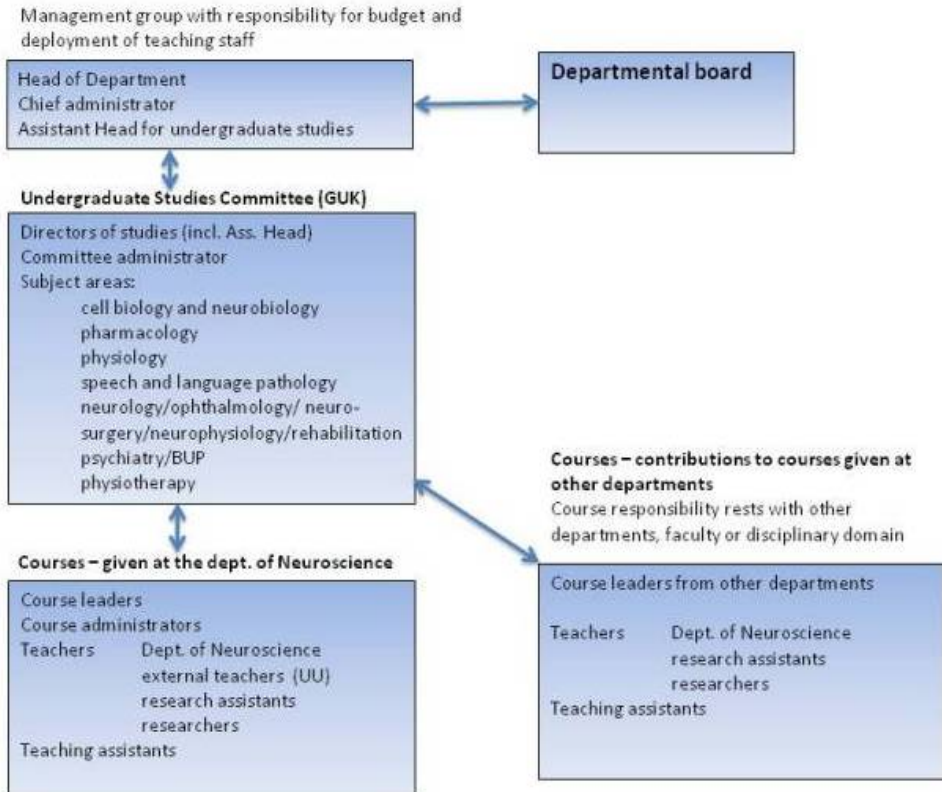 Management group with responsibility for budget and
deployment of teaching staff
Head of Department
Chief administrator
Assistant Head for undergraduate studies
Departmental board
Undergraduate Studies Committee (GUK)
Directors of studies (incl. Ass. Head)
Committee administrator
Subject areas:
cell biology and neurobiology
pharmacology
physiology
speech and language pathology
neurology/ophthalmology/ neuro-
surgery/neurophysiology/rehabilitation
psychiatry/BUP
physiotherapy
Courses – contributions to courses given at
other departments
Course responsibility rests with other
departments, faculty or disciplinary domain
Courses – given at the dept. of Neuroscience
Course leaders
Course administrators
Teachers Dept. of Neuroscience
external teachers (UU)
research assistants
researchers
Teaching assistants
Course leaders from other departments
Teachers Dept. of Neuroscience
research assistants
researchers
Teaching assistants